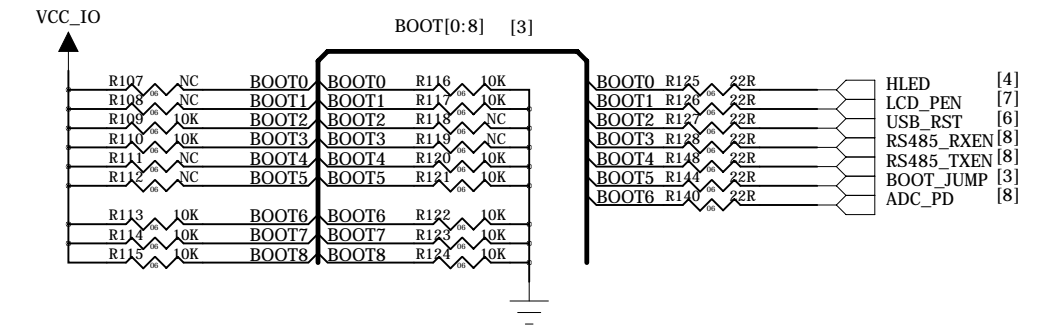 VCC_IO
BOOT[0:8] [3]
R107 NC BOOT0 BOOT0 R116 10K BOOT0 R125 22R HLED [4]
R108 NC BOOT1 BOOT1 R117 10K BOOT1 R126 22R LCD_PEN [7]
R109 10K BOOT2 BOOT2 R118 NC BOOT2 R127 22R USB_RST [6]
R110 10K BOOT3 BOOT3 R119 NC BOOT3 R128 22R RS485_RXEN [8]
R111 NC BOOT4 BOOT4 R120 10K BOOT4 R148 22R RS485_TXEN [8]
R112 NC BOOT5 BOOT5 R121 10K BOOT5 R144 22R BOOT_JUMP [3]
BOOT6 R140 22R ADC_PD [8]
R113 10K BOOT6 BOOT6 R122 10K
R114 10K BOOT7 BOOT7 R123 10K
R115 10K BOOT8 BOOT8 R124 10K